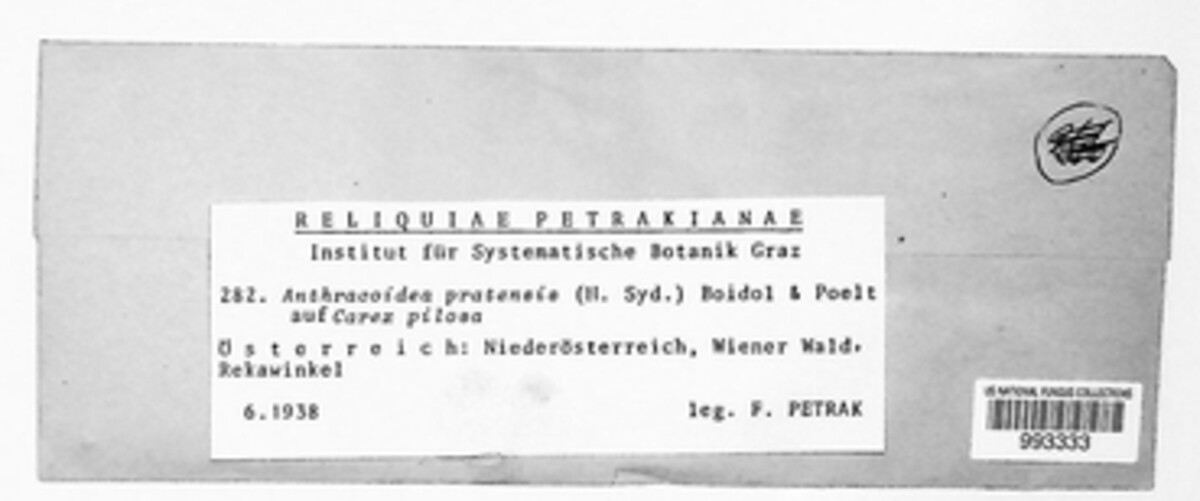 RELIQUIAE PETRAKIANAE
Institut für Systematische Botanik Graz
282. Anthracoidea pratensis (H. Syd.) Boidol & Poelt
auf Carex pilosa
Österreich: Niederösterreich, Wiener Wald,
Rekawinkel
6.1938 leg. F. PETRAK
US NATIONAL FUNGUS COLLECTIONS
993333